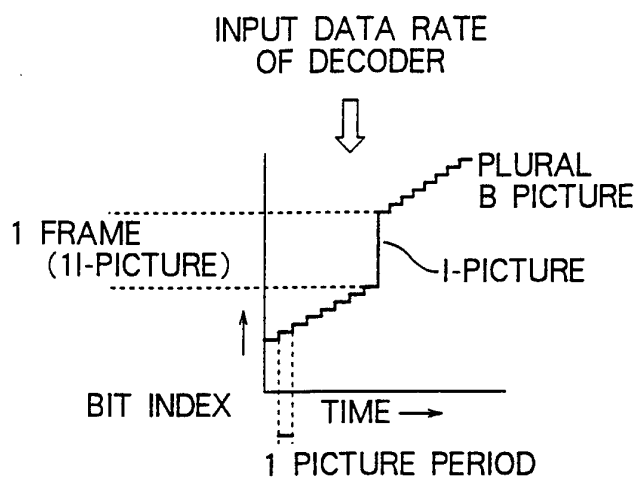 INPUT DATA RATE
OF DECODER
PLURAL
B PICTURE
1 FRAME
(1I-PICTURE)
I-PICTURE
BIT INDEX
TIME
1 PICTURE PERIOD